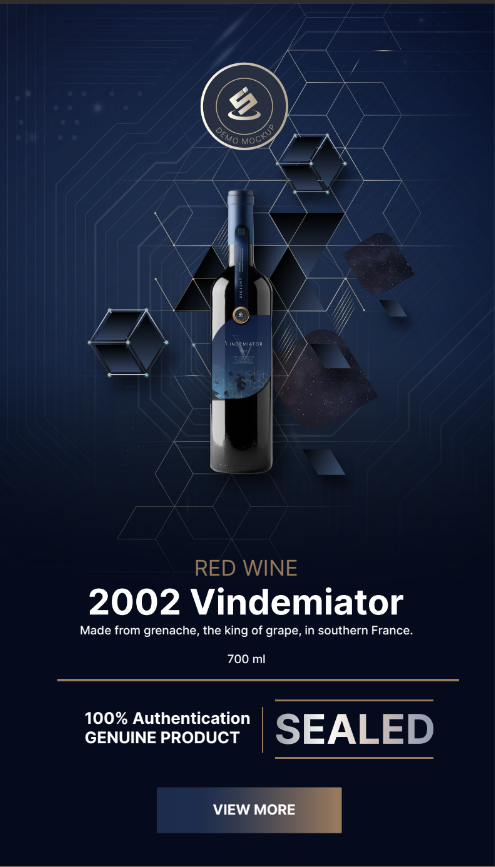 DEMO MOCKUP
VINDEMIATOR
RED WINE
2002 Vindemiator
Made from grenache, the king of grape, in southern France.
700 ml
100% Authentication
GENUINE PRODUCT
SEALED
VIEW MORE